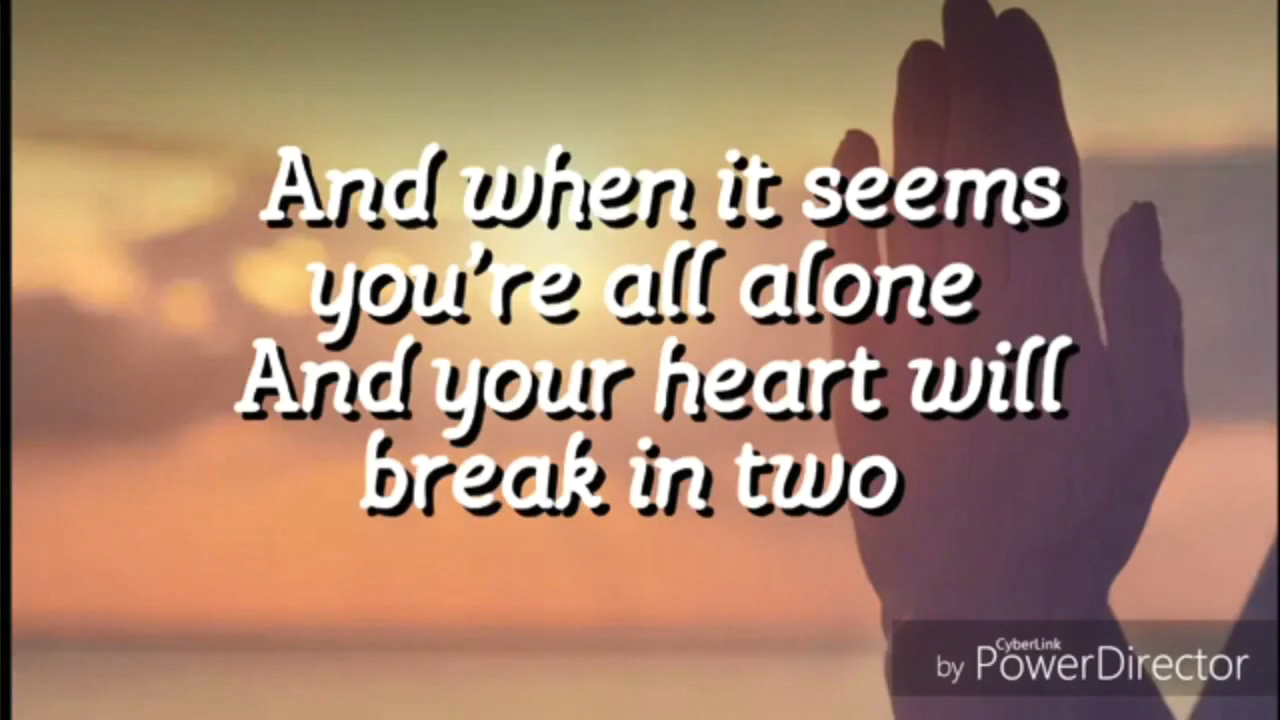 And when it seems
you're all alone
And your heart will
break in two
CyberLink
by PowerDirector